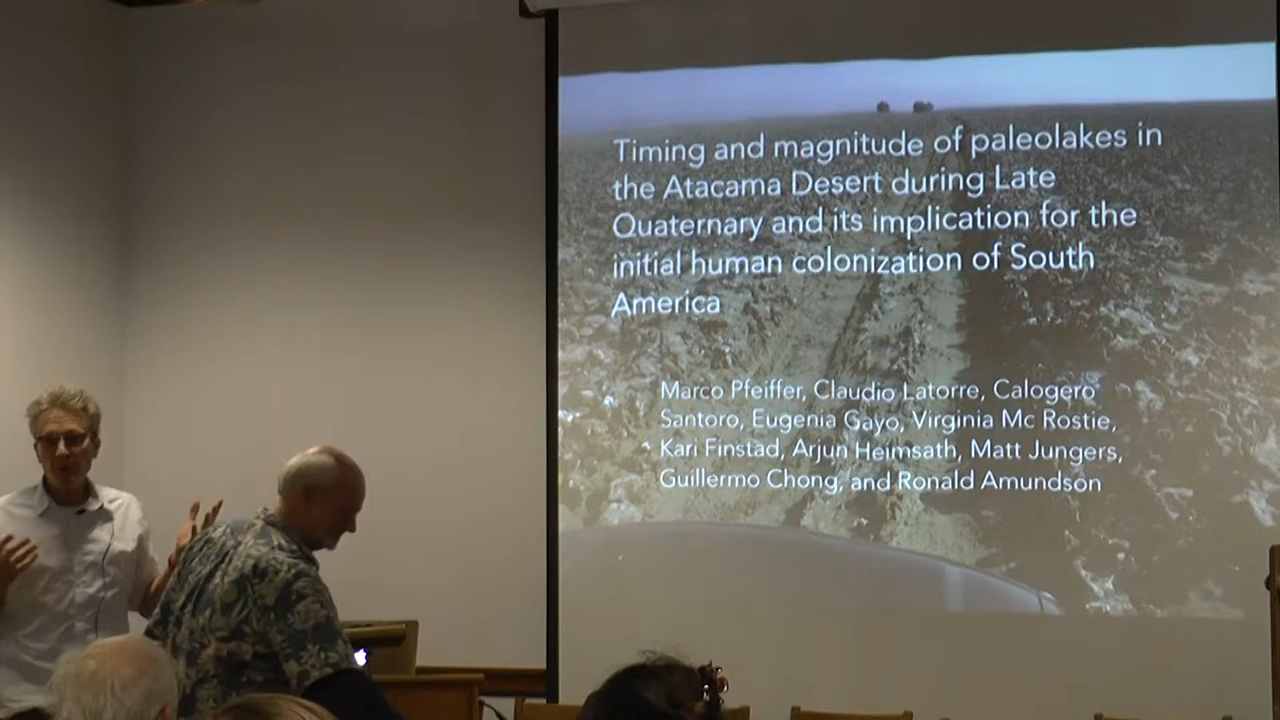 Timing and magnitude of paleolakes in
the Atacama Desert during Late
Quaternary and its implication for the
initial human colonization of South
America
Marco Pfeiffer, Claudio Latorre, Calogero
Santoro, Eugenia Gayo, Virginia Mc Rostie,
Kari Finstad, Arjun Heimsath, Matt Jungers,
Guillermo Chong, and Ronald Amundson